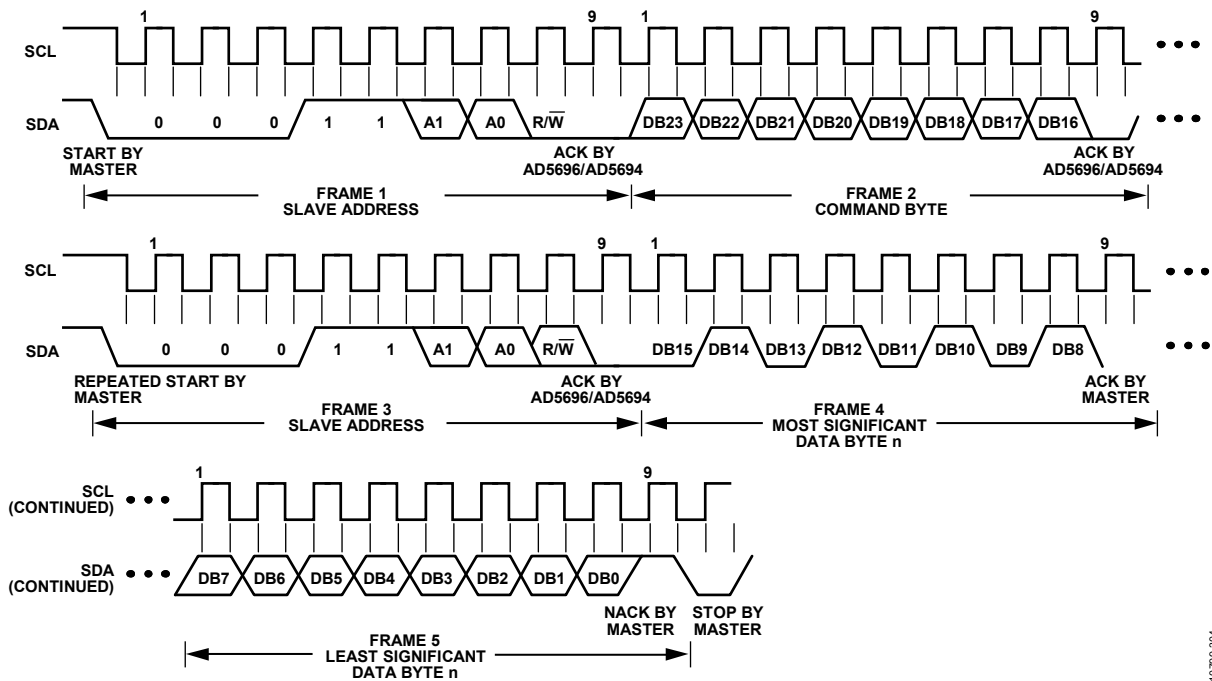 1 9 1 9
SCL
SDA 0 0 0 1 1 A1 A0 R/W̅ DB23 DB22 DB21 DB20 DB19 DB18 DB17 DB16
START BY MASTER
ACK BY AD5696/AD5694
ACK BY AD5696/AD5694
FRAME 1
SLAVE ADDRESS
FRAME 2
COMMAND BYTE
1 9 1 9
SCL
SDA 0 0 0 1 1 A1 A0 R/W̅ DB15 DB14 DB13 DB12 DB11 DB10 DB9 DB8
REPEATED START BY
MASTER
ACK BY
AD5696/AD5694
ACK BY
MASTER
FRAME 3
SLAVE ADDRESS
FRAME 4
MOST SIGNIFICANT
DATA BYTE n
1 9
SCL
(CONTINUED)
SDA
(CONTINUED)
DB7 DB6 DB5 DB4 DB3 DB2 DB1 DB0
NACK BY
MASTER
STOP BY
MASTER
FRAME 5
LEAST SIGNIFICANT
DATA BYTE n